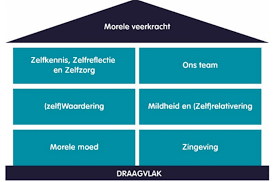 Morele veerkracht
Zelfkennis, Zelfreflectie
en Zelfzorg
Ons team
(zelf)Waardering
Mildheid en (Zelf)relativering
Morele moed
Zingeving
DRAAGVLAK